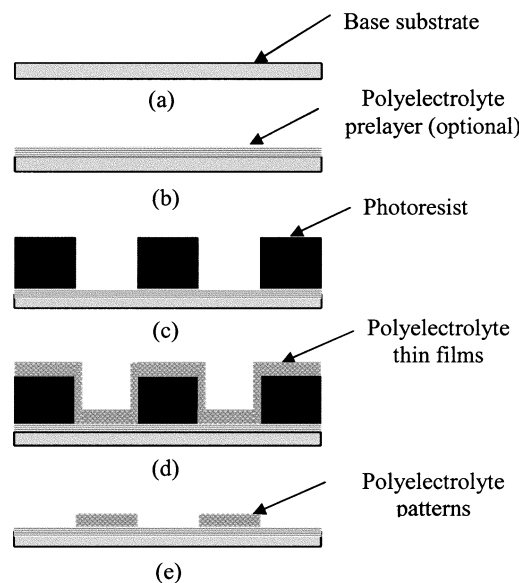 Base substrate
(a)
Polyelectrolyte
prelayer (optional)
(b)
Photoresist
(c)
Polyelectrolyte
thin films
(d)
Polyelectrolyte
patterns
(e)